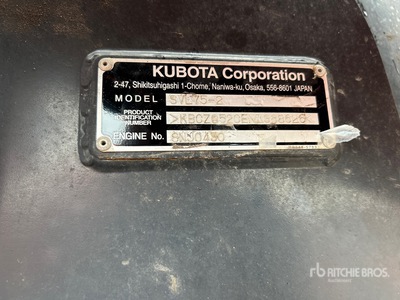 KUBOTA Corporation
2-47, Shikitsuhigashi 1-Chome, Naniwa-ku, Osaka, 556-8601 JAPAN
MODEL SVL75-2
PRODUCT
IDENTIFICATION
NUMBER
ENGINE No.
rb RITCHIE BROS.